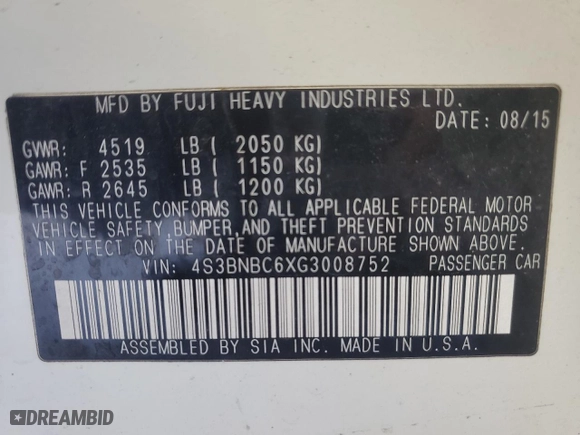 MFD BY FUJI HEAVY INDUSTRIES LTD.
DATE: 08/15
GVWR: 4519 LB ( 2050 KG)
GAWR: F 2535 LB ( 1150 KG)
GAWR: R 2645 LB ( 1200 KG)
THIS VEHICLE CONFORMS TO ALL APPLICABLE FEDERAL MOTOR
VEHICLE SAFETY, BUMPER, AND THEFT PREVENTION STANDARDS
IN EFFECT ON THE DATE OF MANUFACTURE SHOWN ABOVE.
VIN: 4S3BNBC6XG3008752 PASSENGER CAR
ASSEMBLED BY SIA INC. MADE IN U.S.A.
DREAMBID